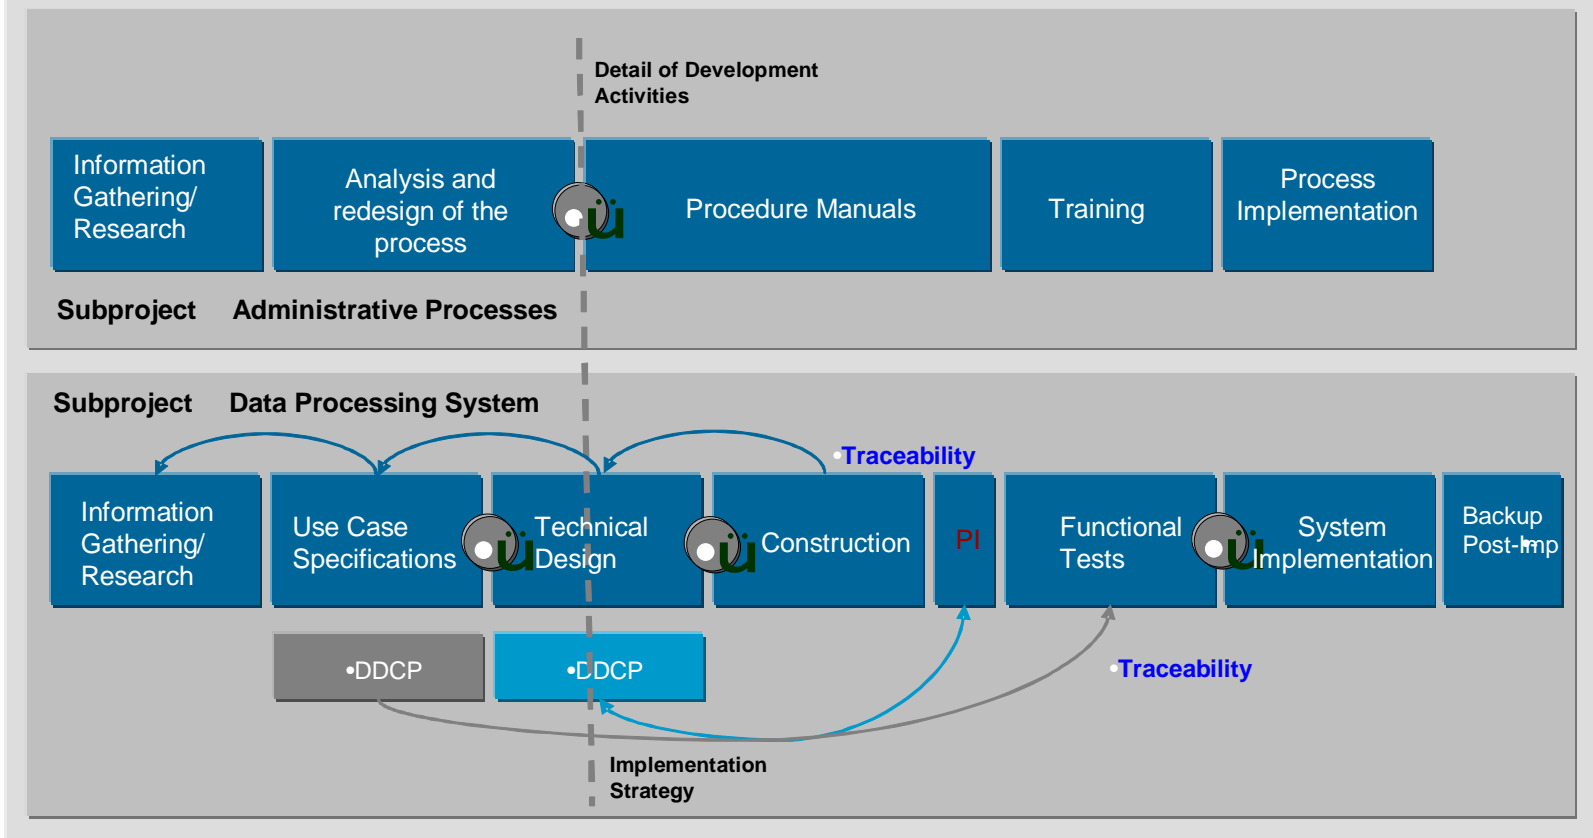 Detail of Development
Activities
Information
Gathering/
Research
Analysis and
redesign of the
process
ü
Procedure Manuals
Training
Process
Implementation
Subproject Administrative Processes
Subproject Data Processing System
•Traceability
Information
Gathering/
Research
Use Case
Specifications
ü
Technical
Design
ü
Construction
PI
Functional
Tests
ü
System
Implementation
Backup
Post-Imp
•DDCP
•DDCP
•Traceability
Implementation
Strategy